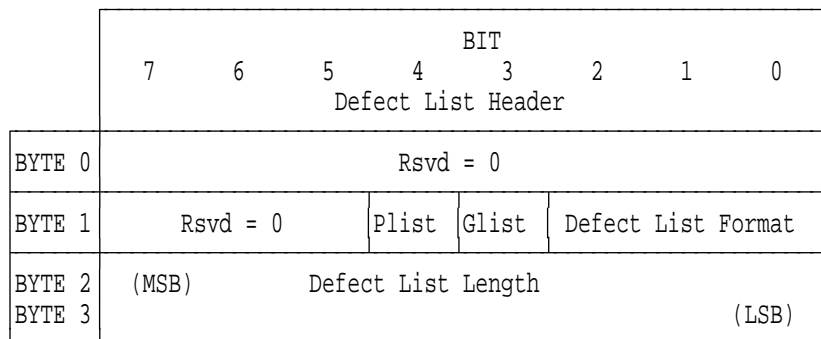 BIT
7 6 5 4 3 2 1 0
Defect List Header
BYTE 0 Rsvd = 0
BYTE 1 Rsvd = 0 Plist Glist Defect List Format
BYTE 2 (MSB) Defect List Length
BYTE 3 (LSB)